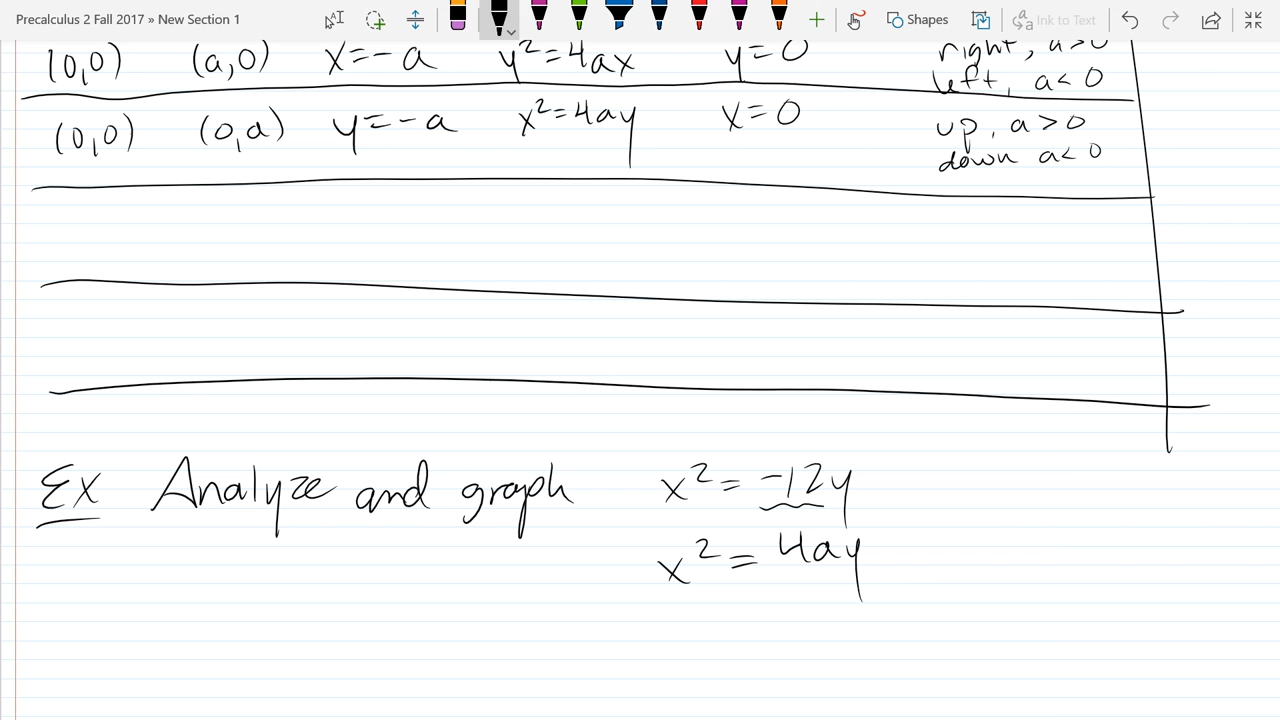 Precalculus 2 Fall 2017 » New Section 1
Shapes
Ink to Text
(0,0) (a,0) x=-a y²=4ax y=0 right, a>0
left, a<0
(0,0) (0,a) y=-a x²=4ay x=0 up, a>0
down a<0
Ex Analyze and graph x²=-12y
x²=4ay